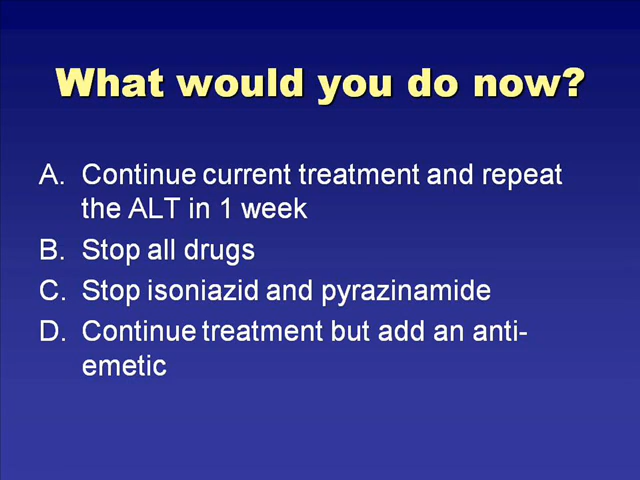 What would you do now?
A. Continue current treatment and repeat
the ALT in 1 week
B. Stop all drugs
C. Stop isoniazid and pyrazinamide
D. Continue treatment but add an anti-
emetic